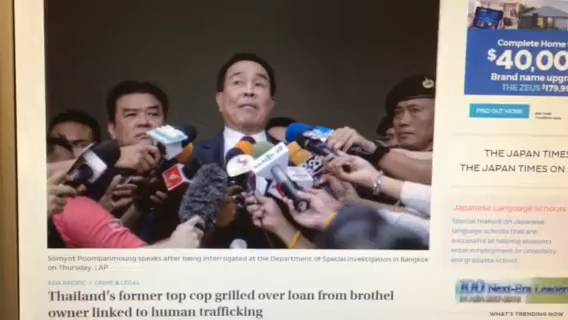 Somyot Poompanmoung speaks after being interrogated at the Department of Special Investigation in Bangkok
on Thursday. | AP
ASIA PACIFIC / CRIME & LEGAL
Thailand's former top cop grilled over loan from brothel
owner linked to human trafficking
Complete Home
$40,00
Brand name upgra
THE ZEUS $179,99
FIND OUT MORE
THE JAPAN TIMES
THE JAPAN TIMES ON
Japanese Language Schools
Special feature on Japanese
language schools that are
successful at helping students
enter employment or university
and graduate school.
100 Next-Era Leaders
WHAT'S TRENDING NOW